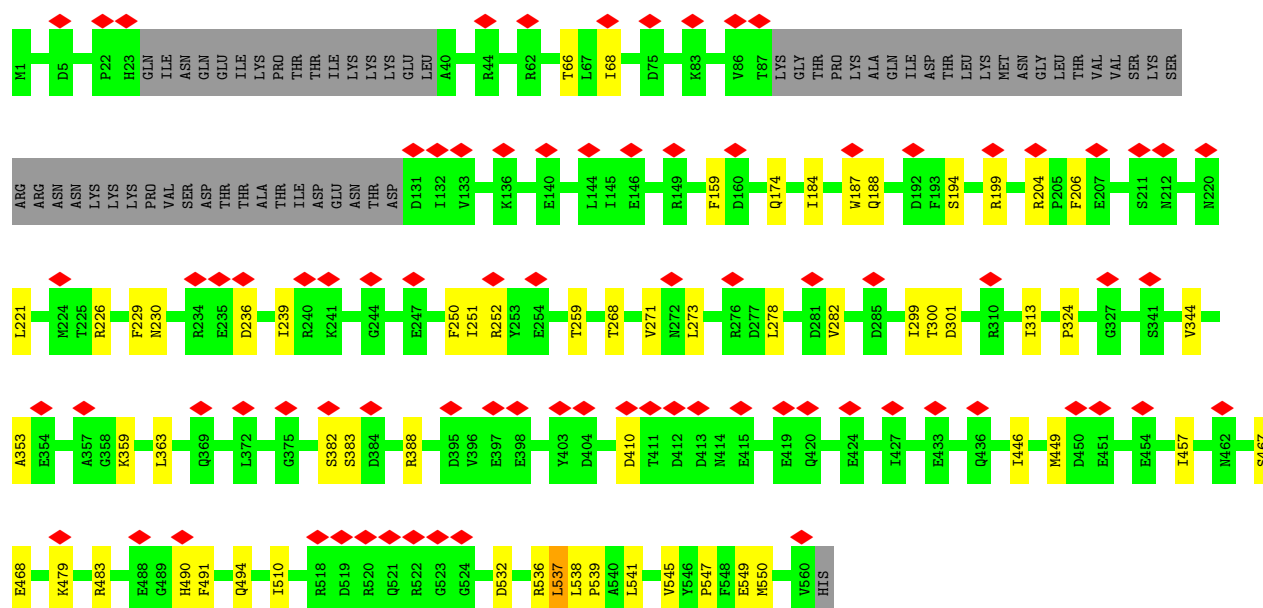 M1 D5 P22 H23 GLN ILE ASN GLN GLU ILE LYS PRO THR THR ILE LYS LYS LYS GLU LEU A40 R44 R62 T66 L67 I68 D75 K83 V86 T87 LYS GLY THR PRO LYS ALA GLN ILE ASP THR LEU LYS MET ASN GLY LEU THR VAL VAL SER LYS SER
ARG ARG ASN ASN LYS LYS LYS PRO VAL SER ASP THR THR ALA THR ILE ASP GLU ASN THR ASP D131 I132 V133 K136 E140 L144 I145 E146 R149 F159 D160 Q174 I184 W187 Q188 D192 F193 S194 R199 R204 P205 F206 E207 S211 N212 N220
L221 M224 T225 R226 F229 N230 R234 E235 D236 I239 R240 K241 G244 E247 F250 I251 R252 Y253 E254 T259 T268 V271 N272 L273 R276 D277 L278 D281 V282 D285 I299 T300 D301 R310 I313 P324 G327 S341 V344
A353 E354 A357 G358 K359 L363 Q369 L372 G375 S382 S383 D384 R388 D395 V396 E397 E398 Y403 D404 D410 T411 D412 D413 N414 E415 E419 Q420 E424 I427 E433 Q436 I446 M449 D450 E451 E454 I457 N462 S467
E468 K479 R483 E488 G489 H490 F491 Q494 I510 R518 D519 R520 Q521 R522 G523 G524 D532 R536 L537 L538 P539 A540 L541 V545 Y546 P547 F548 E549 M550 V560 HIS